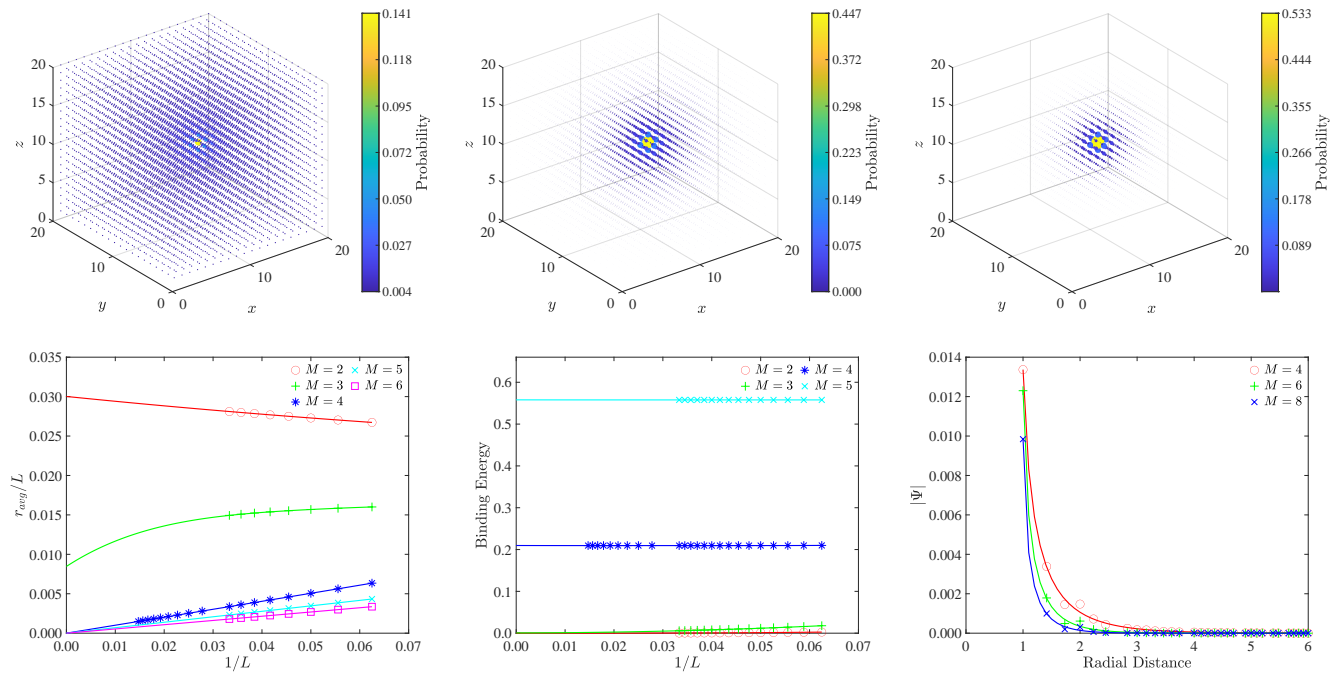 0.141
0.118
0.095
0.072
0.050
0.027
0.004
Probability
z
20
15
10
5
0
20
10
0
y
0
10
20
x
0.447
0.372
0.298
0.223
0.149
0.075
0.000
Probability
z
20
15
10
5
0
20
10
0
y
0
10
20
x
0.533
0.444
0.355
0.266
0.178
0.089
Probability
z
20
15
10
5
0
20
10
0
y
0
10
20
x
0.035
0.030
0.025
0.020
0.015
0.010
0.005
0.000
r_avg/L
M = 2
M = 3
M = 4
M = 5
M = 6
0.00 0.01 0.02 0.03 0.04 0.05 0.06 0.07
1/L
0.6
0.5
0.4
0.3
0.2
0.1
0.0
Binding Energy
M = 2
M = 3
M = 4
M = 5
0.00 0.01 0.02 0.03 0.04 0.05 0.06 0.07
1/L
0.014
0.012
0.010
0.008
0.006
0.004
0.002
0.000
|Ψ|
M = 4
M = 6
M = 8
0 1 2 3 4 5 6
Radial Distance